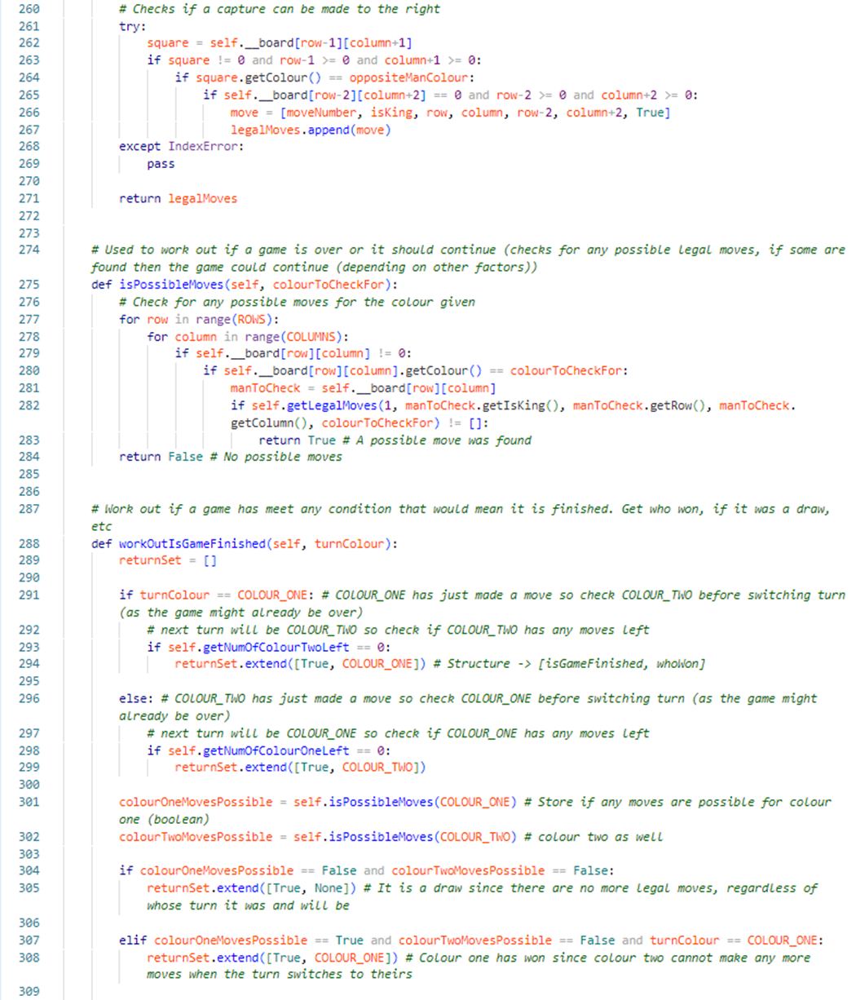 260 # Checks if a capture can be made to the right
261 try:
262 square = self.__board[row-1][column+1]
263 if square != 0 and row-1 >= 0 and column+1 >= 0:
264 if square.getColour() == oppositeManColour:
265 if self.__board[row-2][column+2] == 0 and row-2 >= 0 and column+2 >= 0:
266 move = [moveNumber, isKing, row, column, row-2, column+2, True]
267 legalMoves.append(move)
268 except IndexError:
269 pass
270
271 return legalMoves
272
273
274 # Used to work out if a game is over or it should continue (checks for any possible legal moves, if some are
found then the game could continue (depending on other factors))
275 def isPossibleMoves(self, colourToCheckFor):
276 # Check for any possible moves for the colour given
277 for row in range(ROWS):
278 for column in range(COLUMNS):
279 if self.__board[row][column] != 0:
280 if self.__board[row][column].getColour() == colourToCheckFor:
281 manToCheck = self.__board[row][column]
282 if self.getLegalMoves(1, manToCheck.getIsKing(), manToCheck.getRow(), manToCheck.
getColumn(), colourToCheckFor) != []:
283 return True # A possible move was found
284 return False # No possible moves
285
286
287 # Work out if a game has meet any condition that would mean it is finished. Get who won, if it was a draw,
etc
288 def workOutIsGameFinished(self, turnColour):
289 returnSet = []
290
291 if turnColour == COLOUR_ONE: # COLOUR_ONE has just made a move so check COLOUR_TWO before switching turn
(as the game might already be over)
292 # next turn will be COLOUR_TWO so check if COLOUR_TWO has any moves left
293 if self.getNumOfColourTwoLeft == 0:
294 returnSet.extend([True, COLOUR_ONE]) # Structure -> [isGameFinished, whoWon]
295
296 else: # COLOUR_TWO has just made a move so check COLOUR_ONE before switching turn (as the game might
already be over)
297 # next turn will be COLOUR_ONE so check if COLOUR_ONE has any moves left
298 if self.getNumOfColourOneLeft == 0:
299 returnSet.extend([True, COLOUR_TWO])
300
301 colourOneMovesPossible = self.isPossibleMoves(COLOUR_ONE) # Store if any moves are possible for colour
one (boolean)
302 colourTwoMovesPossible = self.isPossibleMoves(COLOUR_TWO) # colour two as well
303
304 if colourOneMovesPossible == False and colourTwoMovesPossible == False:
305 returnSet.extend([True, None]) # It is a draw since there are no more legal moves, regardless of
whose turn it was and will be
306
307 elif colourOneMovesPossible == True and colourTwoMovesPossible == False and turnColour == COLOUR_ONE:
308 returnSet.extend([True, COLOUR_ONE]) # Colour one has won since colour two cannot make any more
moves when the turn switches to theirs
309